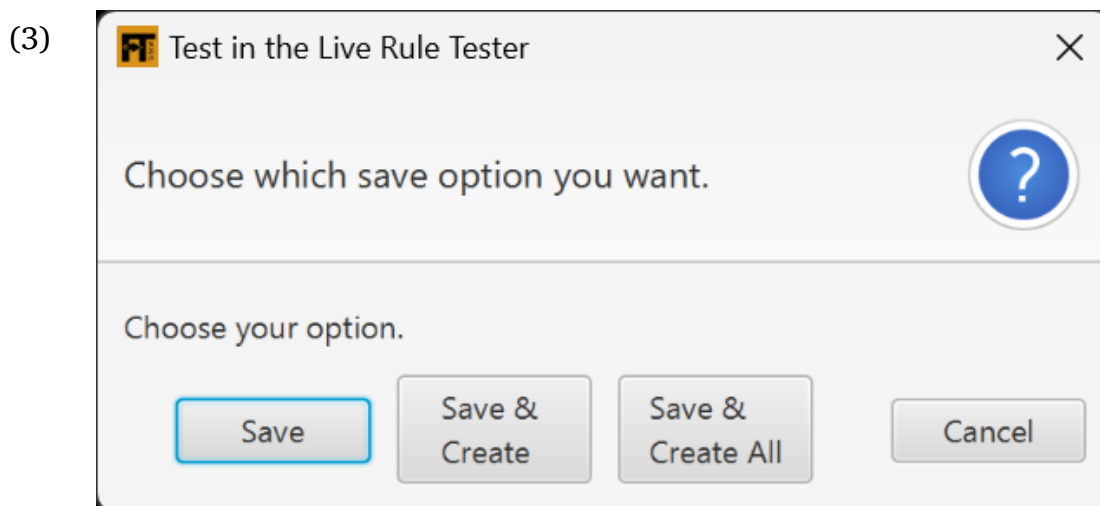 (3)
Test in the Live Rule Tester
Choose which save option you want.
?
Choose your option.
Save
Save &
Create
Save &
Create All
Cancel